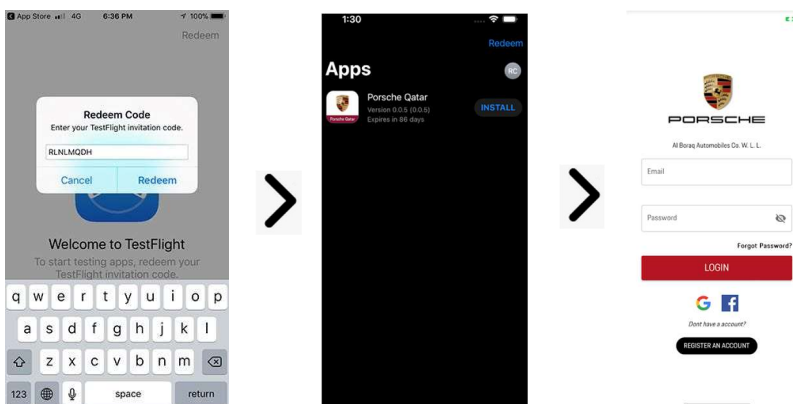 App Store 4G 6:36 PM 100%
Redeem
Redeem Code
Enter your TestFlight invitation code.
RLNLMQDH
Cancel Redeem
Welcome to TestFlight
To start testing apps, redeem your
TestFlight invitation code.
q w e r t y u i o p
a s d f g h j k l
z x c v b n m
123 space return
1:30
Redeem
Apps
RC
Porsche Qatar
Version 0.0.5 (0.0.5)
Expires in 86 days
INSTALL
Porsche Qatar
PORSCHE
Al Boraq Automobiles Co. W. L. L.
Email
Password
Forgot Password?
LOGIN
G f
Dont have a account?
REGISTER AN ACCOUNT